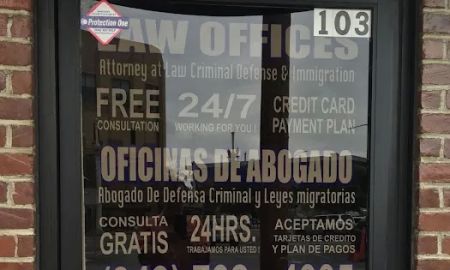 Protection One
103
LAW OFFICES
Attorney at Law Criminal Defense & Immigration
FREE
CONSULTATION
24/7
WORKING FOR YOU !
CREDIT CARD
PAYMENT PLAN
OFICINAS DE ABOGADO
Abogado De Defensa Criminal y Leyes migratorias
CONSULTA
GRATIS
24HRS.
TRABAJAMOS PARA USTED !
ACEPTAMOS
TARJETAS DE CREDITO
Y PLAN DE PAGOS